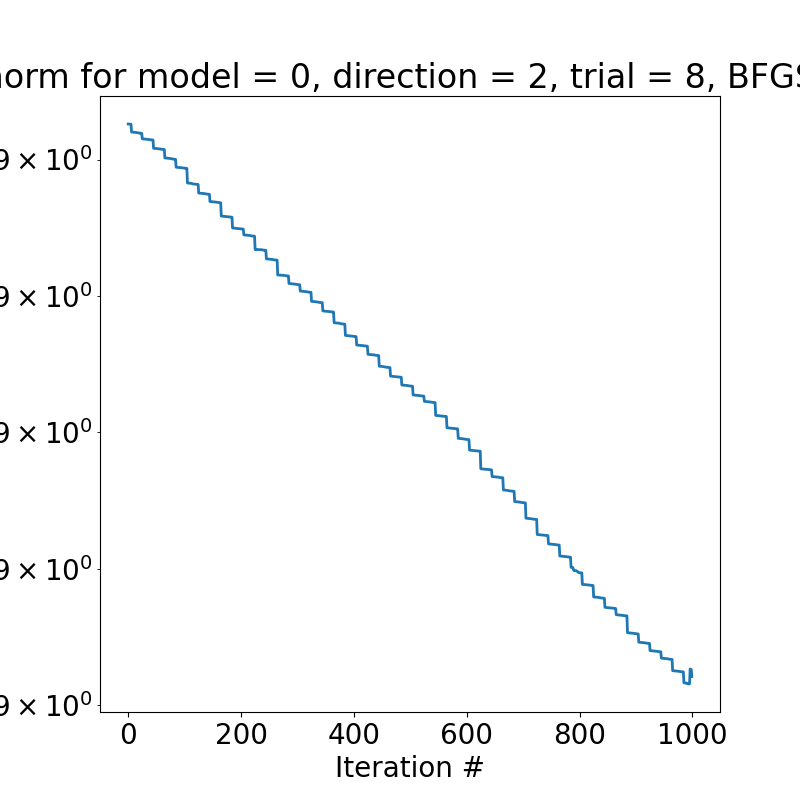 norm for model = 0, direction = 2, trial = 8, BFGS
9 × 10⁰
9 × 10⁰
9 × 10⁰
9 × 10⁰
9 × 10⁰
0 200 400 600 800 1000
Iteration #